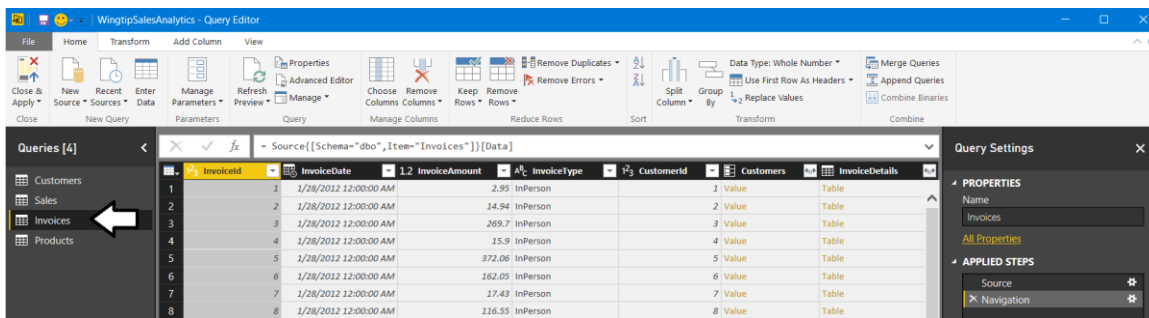 WingtipSalesAnalytics - Query Editor
File Home Transform Add Column View
Close & Apply
New Source
Recent Sources
Enter Data
Manage Parameters
Refresh Preview
Properties
Advanced Editor
Manage
Choose Columns
Remove Columns
Keep Rows
Remove Rows
Remove Duplicates
Remove Errors
Split Column
Group By
Data Type: Whole Number
Use First Row As Headers
Replace Values
Merge Queries
Append Queries
Combine Binaries
Close New Query Parameters Query Manage Columns Reduce Rows Sort Transform Combine
Queries [4]
Customers
Sales
Invoices
Products
fx = Source{[Schema="dbo",Item="Invoices"]}[Data]
InvoiceId InvoiceDate 1.2 InvoiceAmount InvoiceType CustomerId Customers InvoiceDetails
1 1 1/28/2012 12:00:00 AM 2.95 InPerson 1 Value Table
2 2 1/28/2012 12:00:00 AM 14.94 InPerson 2 Value Table
3 3 1/28/2012 12:00:00 AM 269.7 InPerson 3 Value Table
4 4 1/28/2012 12:00:00 AM 15.9 InPerson 4 Value Table
5 5 1/28/2012 12:00:00 AM 372.06 InPerson 5 Value Table
6 6 1/28/2012 12:00:00 AM 162.05 InPerson 6 Value Table
7 7 1/28/2012 12:00:00 AM 17.43 InPerson 7 Value Table
8 8 1/28/2012 12:00:00 AM 116.55 InPerson 8 Value Table
Query Settings
PROPERTIES
Name
Invoices
All Properties
APPLIED STEPS
Source
Navigation